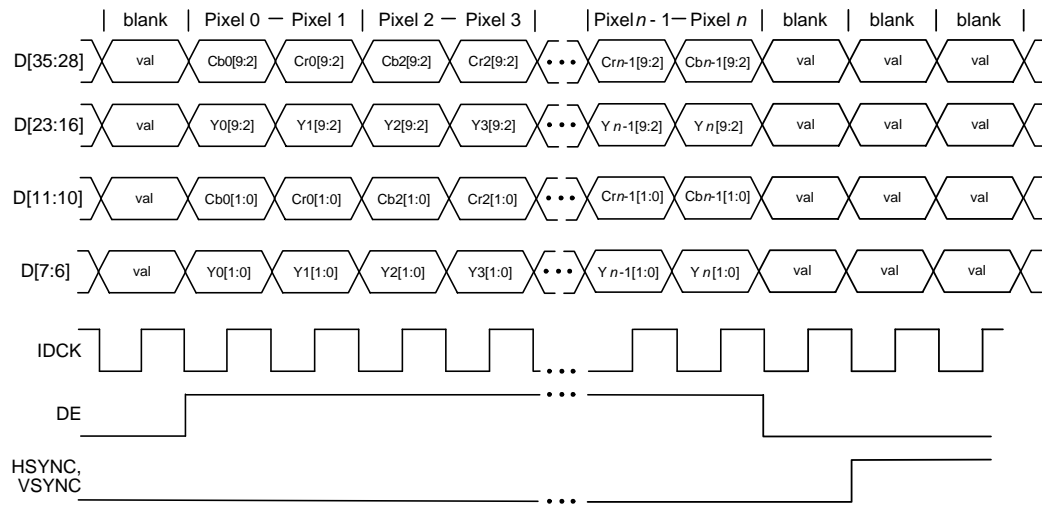 blank Pixel 0 — Pixel 1 Pixel 2 — Pixel 3 Pixel n - 1 — Pixel n blank blank blank
D[35:28] val Cb0[9:2] Cr0[9:2] Cb2[9:2] Cr2[9:2] ••• Crn-1[9:2] Cbn-1[9:2] val val val
D[23:16] val Y0[9:2] Y1[9:2] Y2[9:2] Y3[9:2] ••• Yn-1[9:2] Yn[9:2] val val val
D[11:10] val Cb0[1:0] Cr0[1:0] Cb2[1:0] Cr2[1:0] ••• Crn-1[1:0] Cbn-1[1:0] val val val
D[7:6] val Y0[1:0] Y1[1:0] Y2[1:0] Y3[1:0] ••• Yn-1[1:0] Yn[1:0] val val val
IDCK •••
DE •••
HSYNC,
VSYNC •••